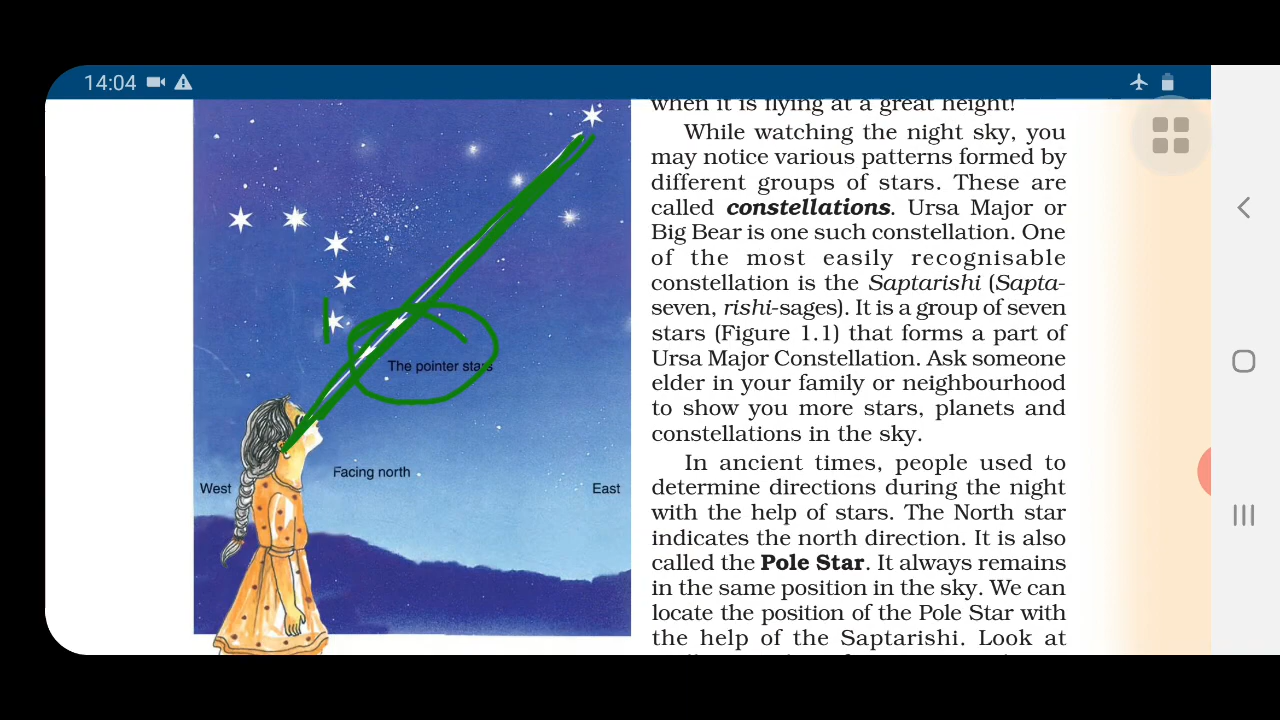 14:04
when it is flying at a great height!
While watching the night sky, you
may notice various patterns formed by
different groups of stars. These are
called constellations. Ursa Major or
Big Bear is one such constellation. One
of the most easily recognisable
constellation is the Saptarishi (Sapta-
seven, rishi-sages). It is a group of seven
stars (Figure 1.1) that forms a part of
Ursa Major Constellation. Ask someone
elder in your family or neighbourhood
to show you more stars, planets and
constellations in the sky.
In ancient times, people used to
determine directions during the night
with the help of stars. The North star
indicates the north direction. It is also
called the Pole Star. It always remains
in the same position in the sky. We can
locate the position of the Pole Star with
the help of the Saptarishi. Look at
The pointer stars
Facing north
West
East